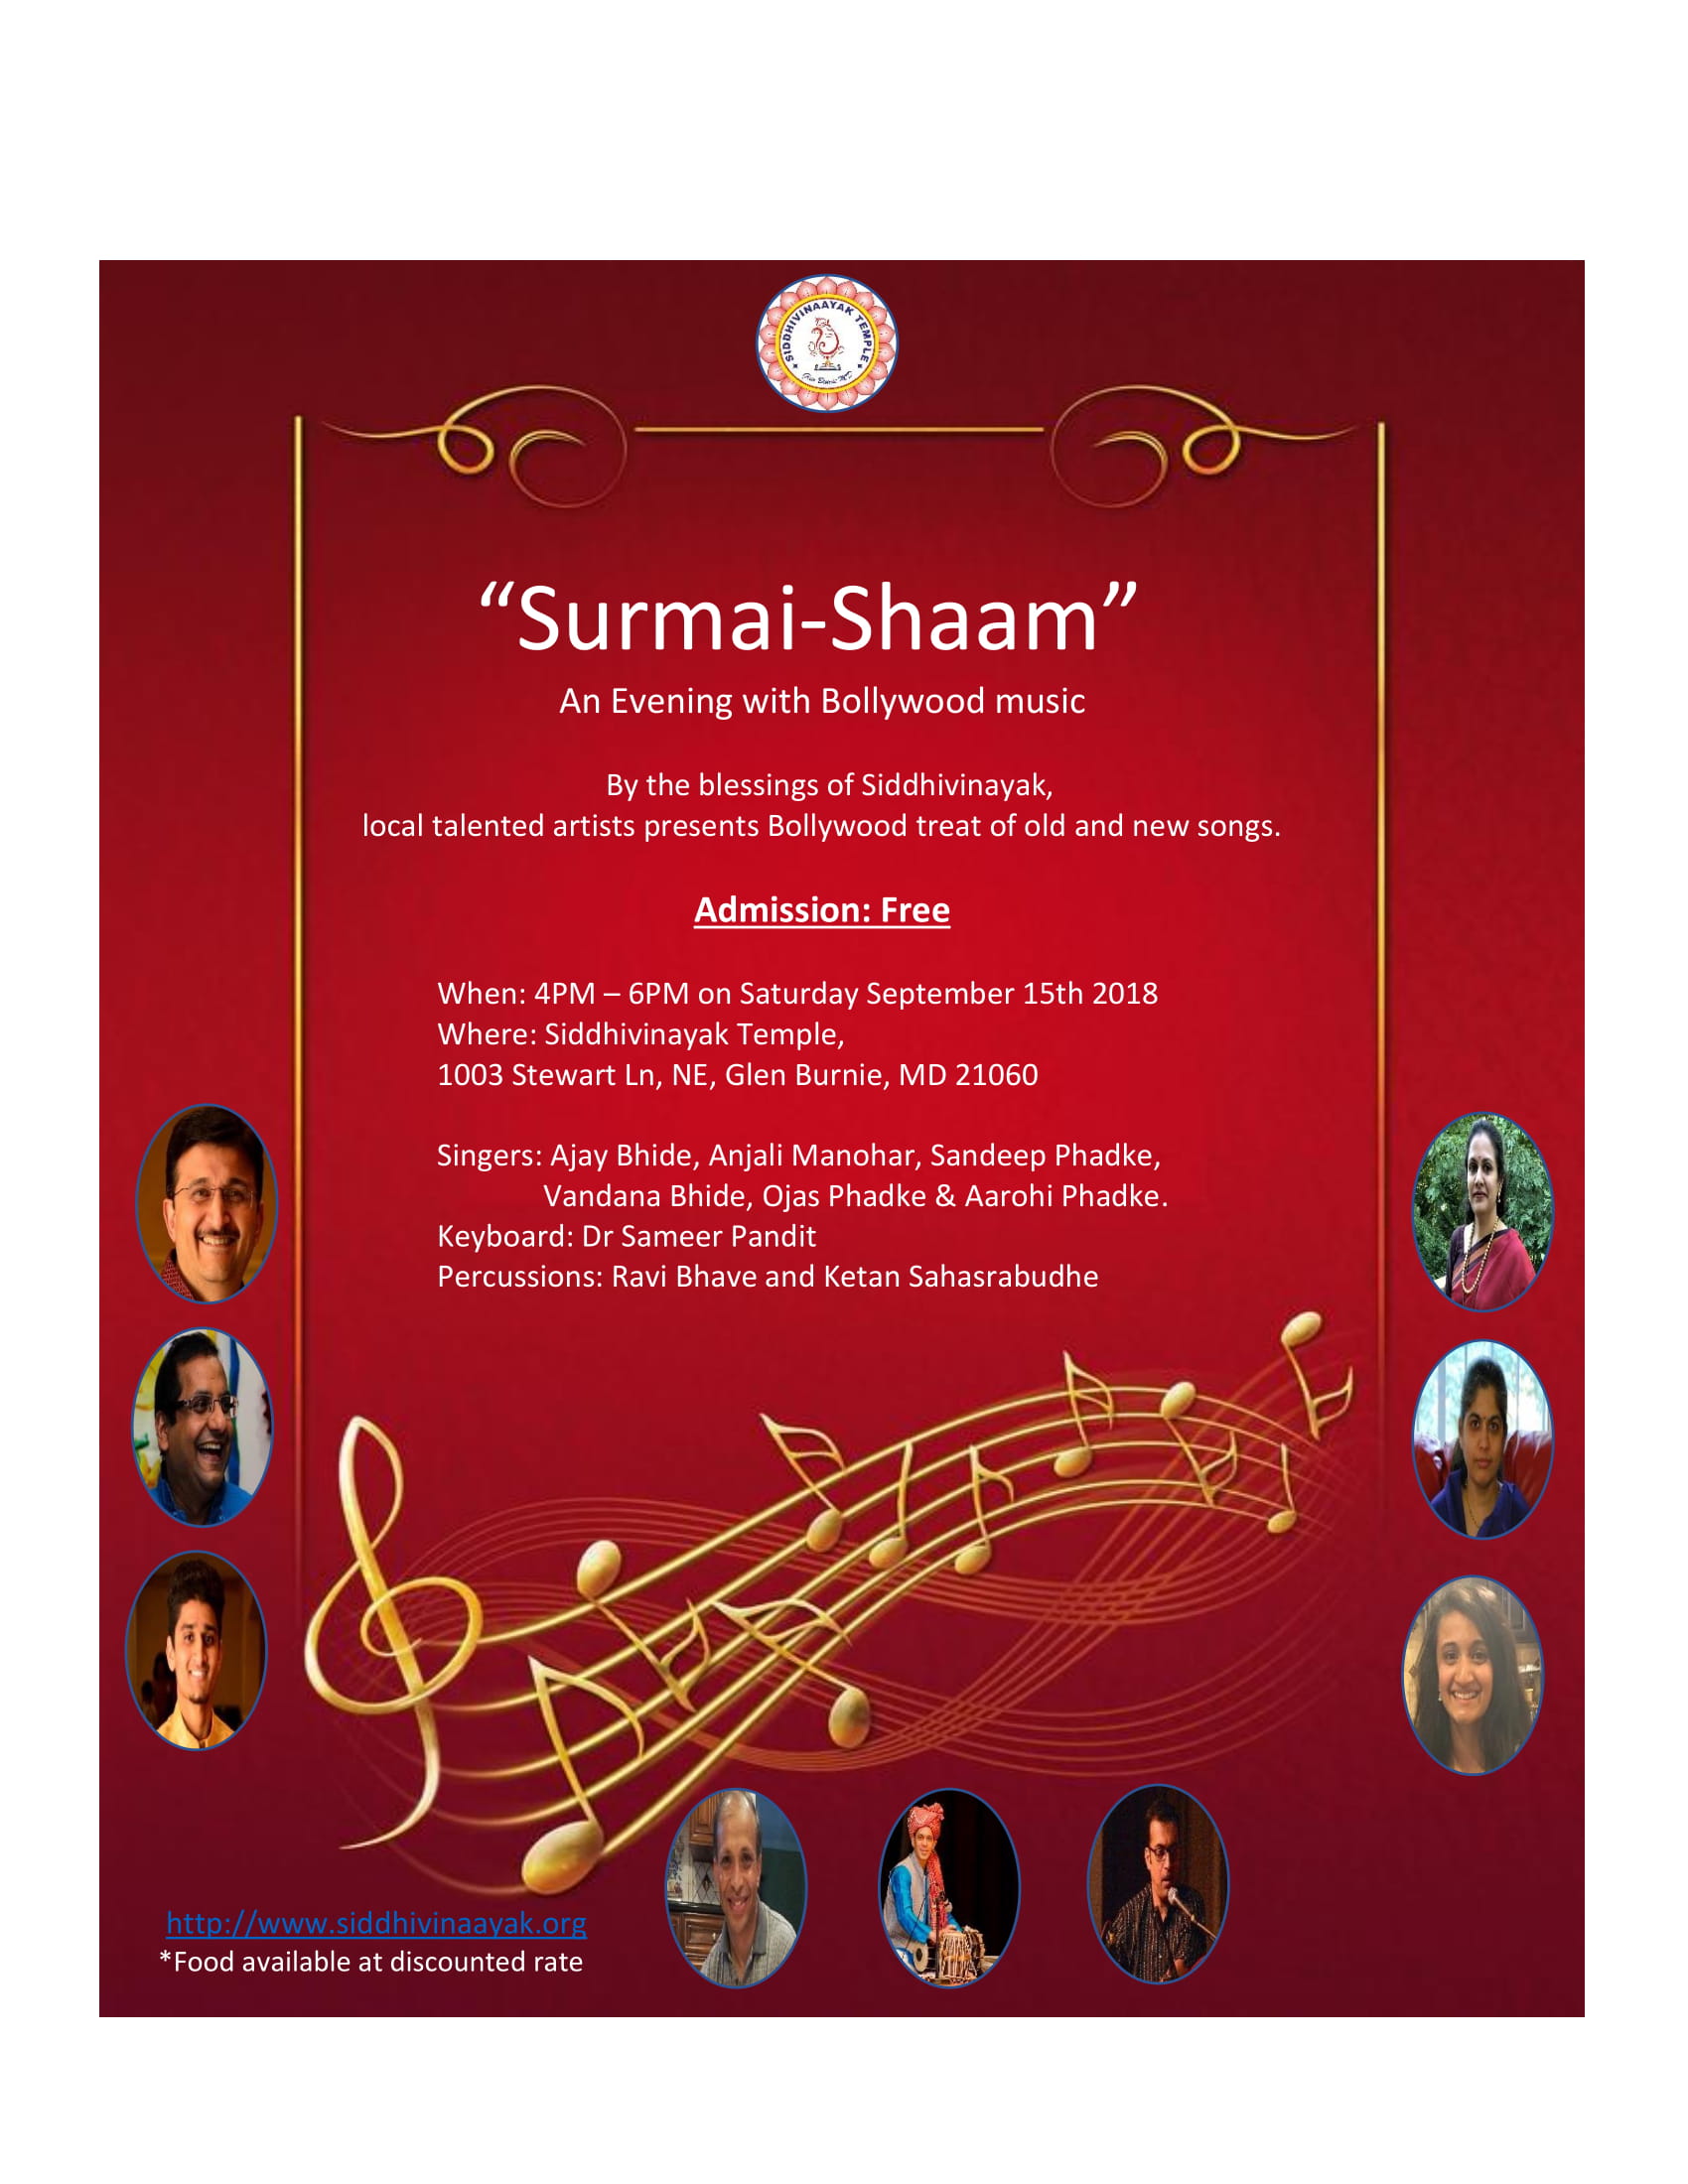 SIDDHIVINAAYAK TEMPLE
“Surmai-Shaam”
An Evening with Bollywood music
By the blessings of Siddhivinayak,
local talented artists presents Bollywood treat of old and new songs.
Admission: Free
When: 4PM – 6PM on Saturday September 15th 2018
Where: Siddhivinayak Temple,
1003 Stewart Ln, NE, Glen Burnie, MD 21060
Singers: Ajay Bhide, Anjali Manohar, Sandeep Phadke,
Vandana Bhide, Ojas Phadke & Aarohi Phadke.
Keyboard: Dr Sameer Pandit
Percussions: Ravi Bhave and Ketan Sahasrabudhe
http://www.siddhivinaayak.org
*Food available at discounted rate